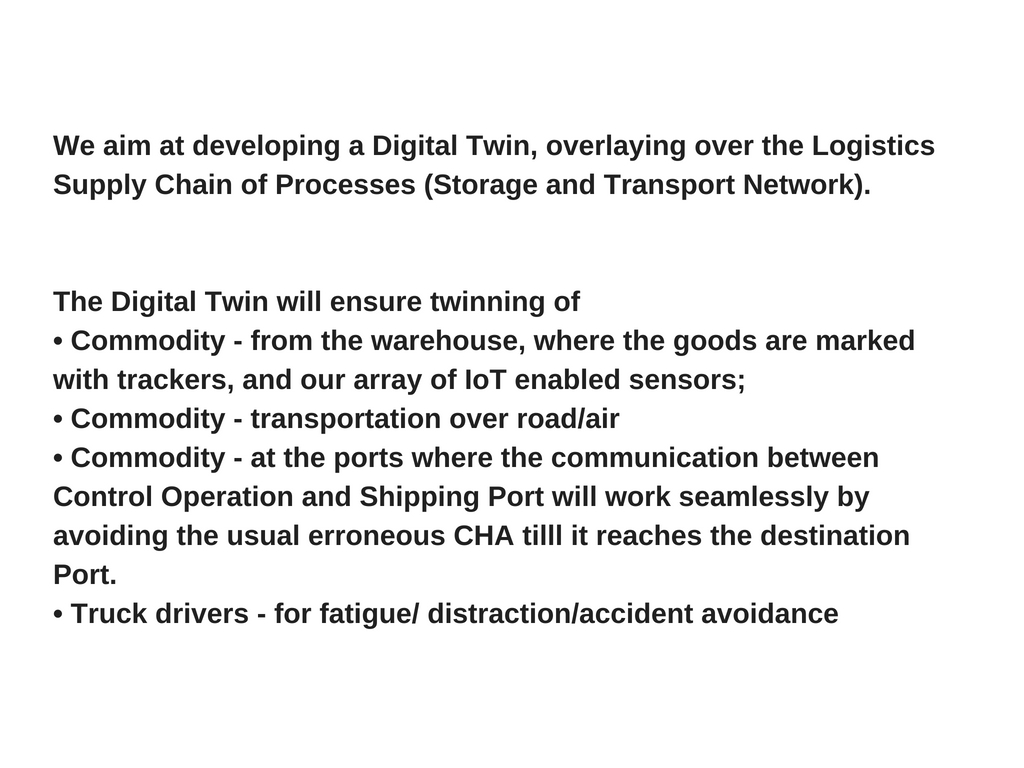 We aim at developing a Digital Twin, overlaying over the Logistics
Supply Chain of Processes (Storage and Transport Network).
The Digital Twin will ensure twinning of
• Commodity - from the warehouse, where the goods are marked
with trackers, and our array of IoT enabled sensors;
• Commodity - transportation over road/air
• Commodity - at the ports where the communication between
Control Operation and Shipping Port will work seamlessly by
avoiding the usual erroneous CHA tilll it reaches the destination
Port.
• Truck drivers - for fatigue/ distraction/accident avoidance